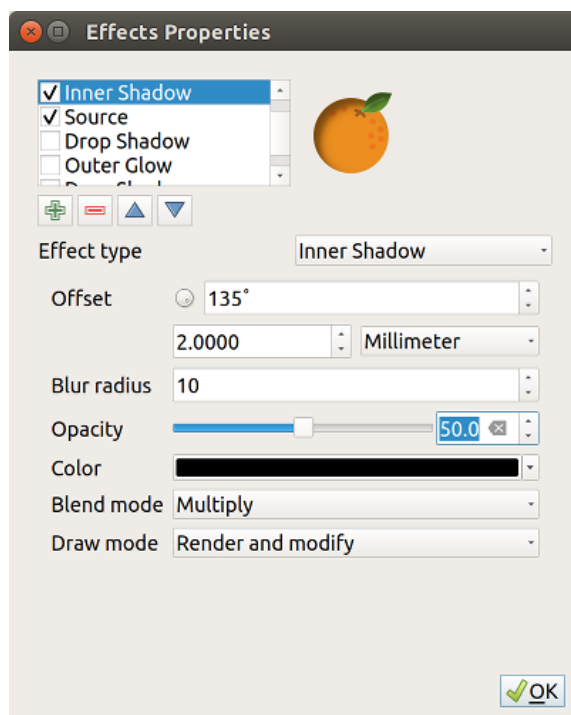 Effects Properties
Inner Shadow
Source
Drop Shadow
Outer Glow
Effect type Inner Shadow
Offset 135°
2.0000 Millimeter
Blur radius 10
Opacity 50.0
Color
Blend mode Multiply
Draw mode Render and modify
OK